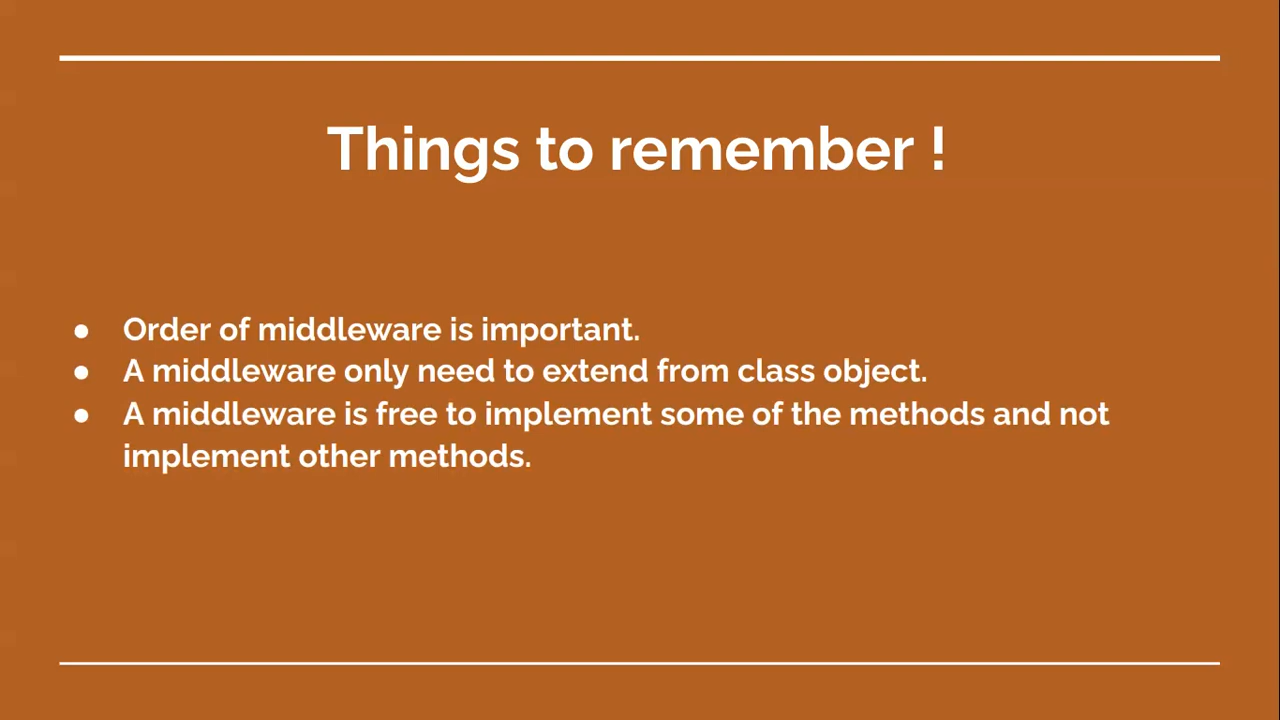 Things to remember !
● Order of middleware is important.
● A middleware only need to extend from class object.
● A middleware is free to implement some of the methods and not
implement other methods.